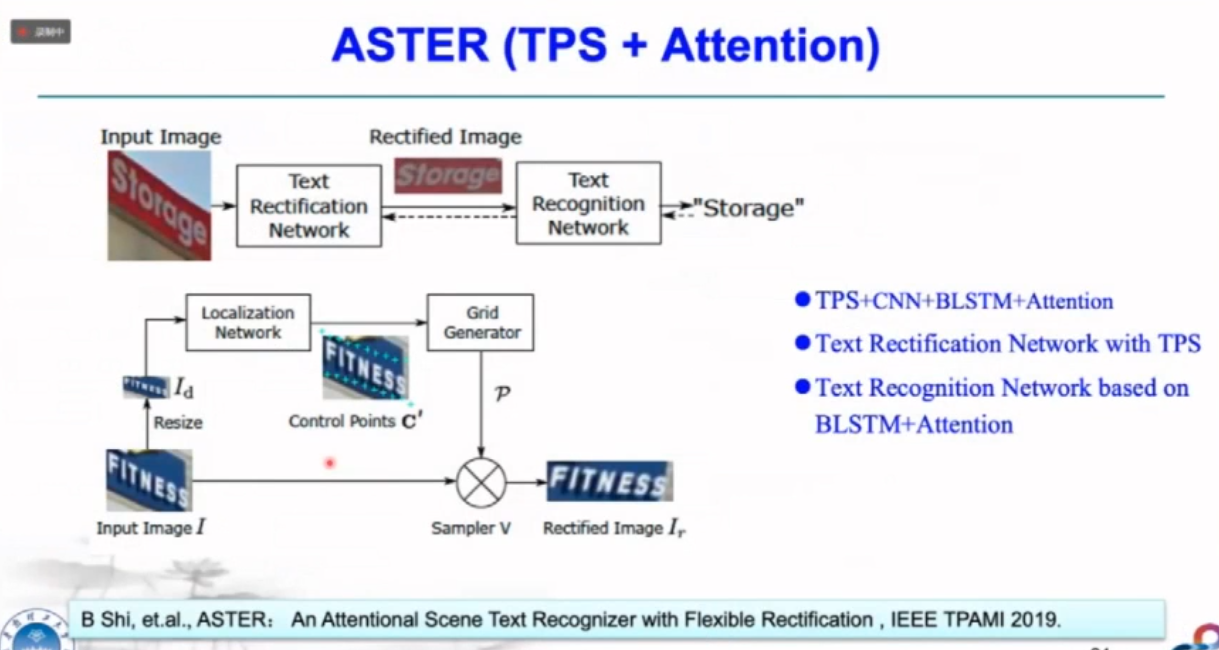 录制中
ASTER (TPS + Attention)
Input Image
Rectified Image
Storage
Storage
Text
Rectification
Network
Text
Recognition
Network
"Storage"
Localization
Network
Grid
Generator
FITNESS
FITNESS I_d
Resize
Control Points C'
𝒫
FITNESS
FITNESS
Input Image I
Sampler V
Rectified Image I_r
●TPS+CNN+BLSTM+Attention
●Text Rectification Network with TPS
●Text Recognition Network based on
BLSTM+Attention
B Shi, et.al., ASTER： An Attentional Scene Text Recognizer with Flexible Rectification , IEEE TPAMI 2019.